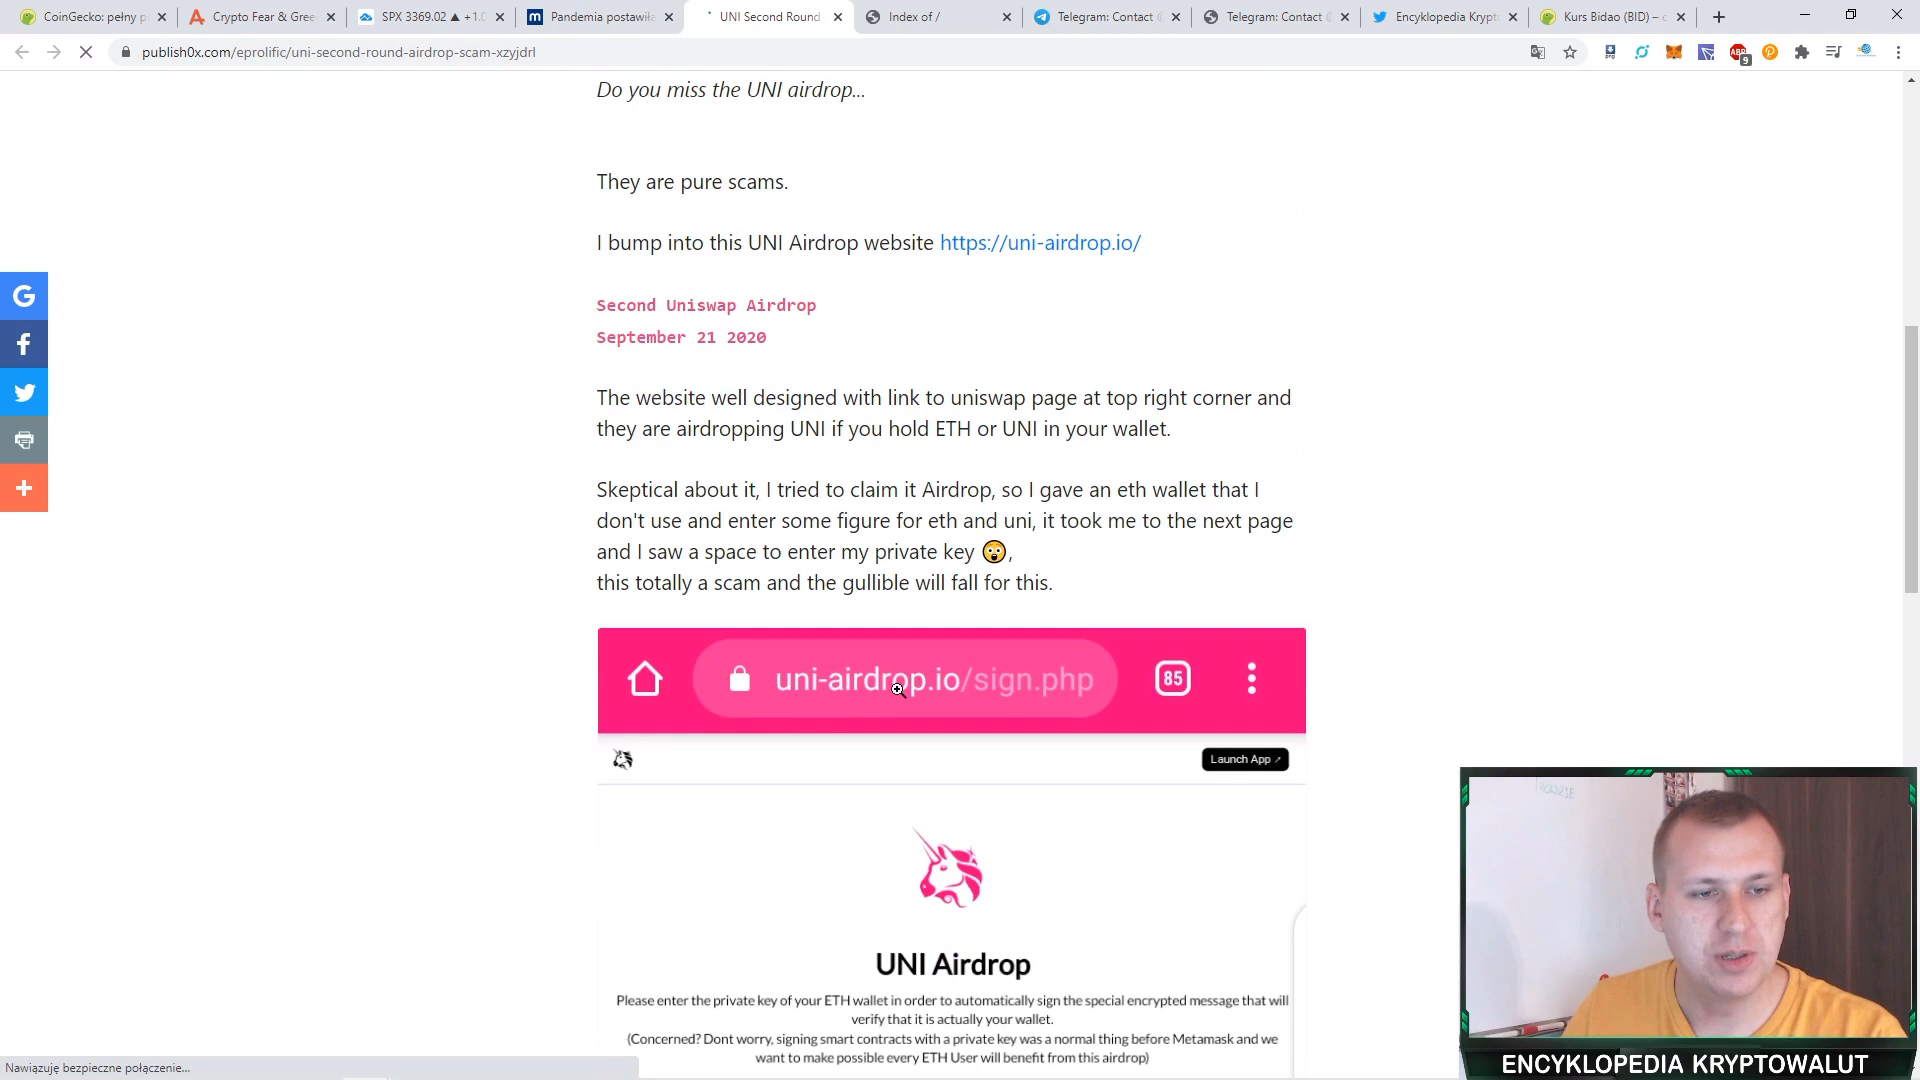 CoinGecko: pełny p
Crypto Fear & Gree
SPX 3369.02 ▲ +1.0
Pandemia postawiła
UNI Second Round
Index of /
Telegram: Contact @
Telegram: Contact @
Encyklopedia Krypt
Kurs Bidao (BID) –
publish0x.com/eprolific/uni-second-round-airdrop-scam-xzyjdrl
ABP
9
Do you miss the UNI airdrop...
They are pure scams.
I bump into this UNI Airdrop website https://uni-airdrop.io/
Second Uniswap Airdrop
September 21 2020
The website well designed with link to uniswap page at top right corner and
they are airdropping UNI if you hold ETH or UNI in your wallet.
Skeptical about it, I tried to claim it Airdrop, so I gave an eth wallet that I
don't use and enter some figure for eth and uni, it took me to the next page
and I saw a space to enter my private key 😲,
this totally a scam and the gullible will fall for this.
uni-airdrop.io/sign.php
85
Launch App ↗
UNI Airdrop
Please enter the private key of your ETH wallet in order to automatically sign the special encrypted message that will
verify that it is actually your wallet.
(Concerned? Dont worry, signing smart contracts with a private key was a normal thing before Metamask and we
want to make possible every ETH User will benefit from this airdrop)
Nawiązuję bezpieczne połączenie...
ENCYKLOPEDIA KRYPTOWALUT